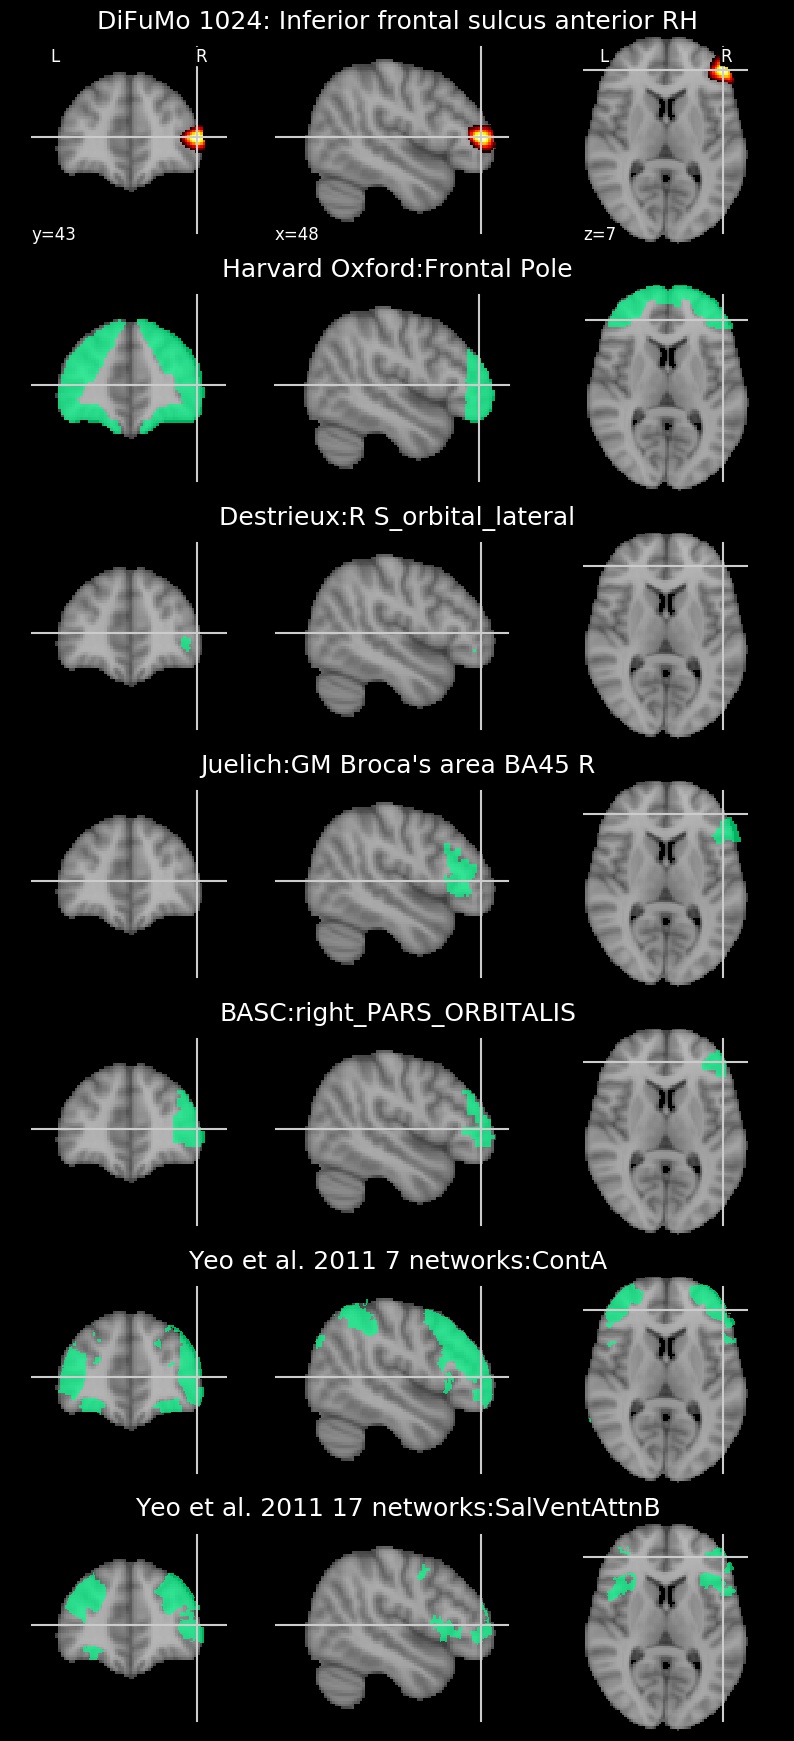 DiFuMo 1024: Inferior frontal sulcus anterior RH
L R L R
y=43 x=48 z=7
Harvard Oxford:Frontal Pole
Destrieux:R S_orbital_lateral
Juelich:GM Broca's area BA45 R
BASC:right_PARS_ORBITALIS
Yeo et al. 2011 7 networks:ContA
Yeo et al. 2011 17 networks:SalVentAttnB